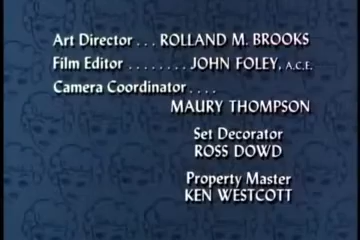 Art Director . . . ROLLAND M. BROOKS
Film Editor . . . . . . . . JOHN FOLEY, A.C.E.
Camera Coordinator . . . .
MAURY THOMPSON
Set Decorator
ROSS DOWD
Property Master
KEN WESTCOTT